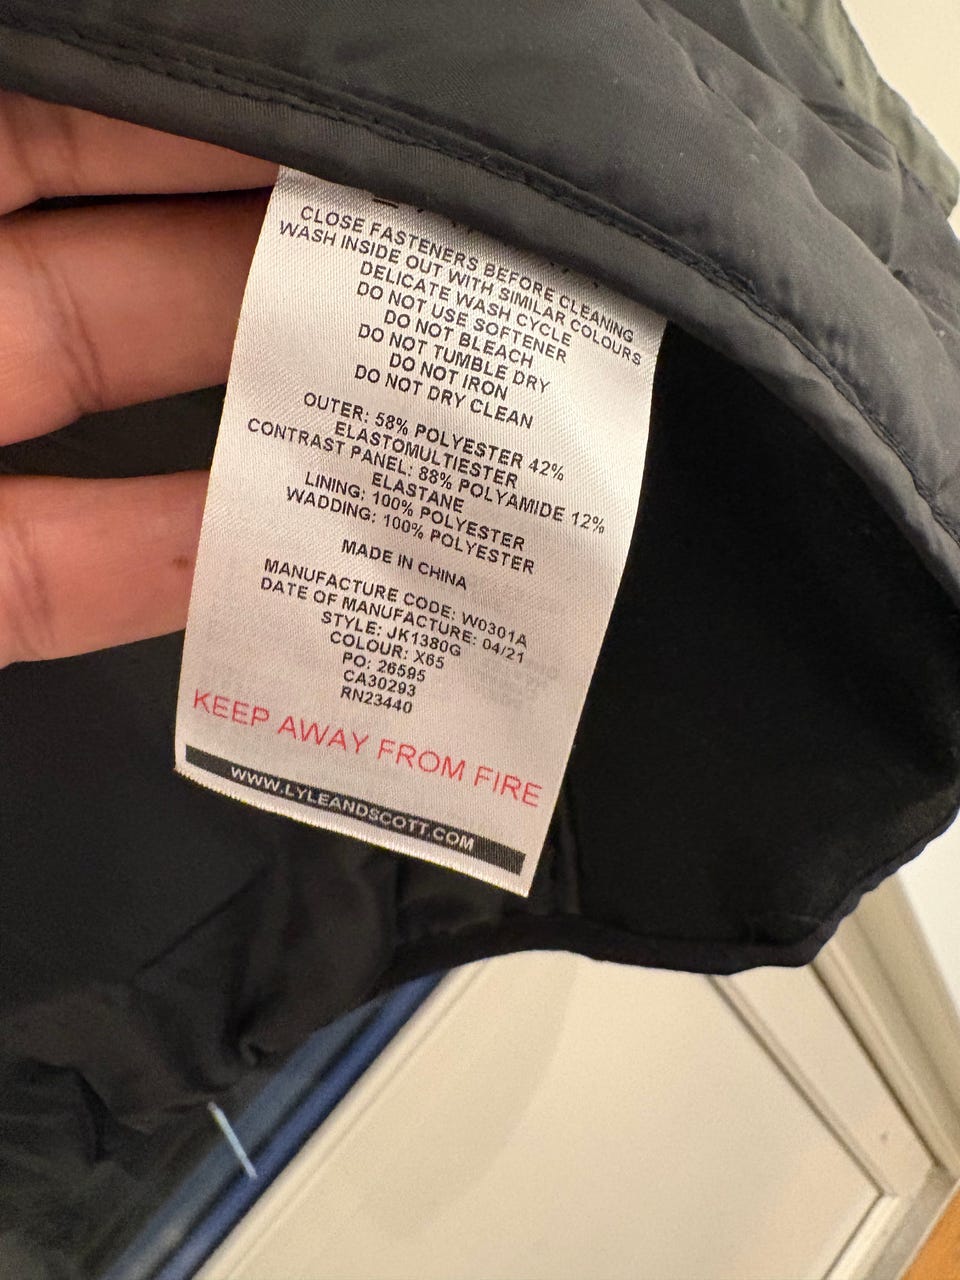 CLOSE FASTENERS BEFORE CLEANING
WASH INSIDE OUT WITH SIMILAR COLOURS
DELICATE WASH CYCLE
DO NOT USE SOFTENER
DO NOT BLEACH
DO NOT TUMBLE DRY
DO NOT IRON
DO NOT DRY CLEAN
OUTER: 58% POLYESTER 42%
ELASTOMULTIESTER
CONTRAST PANEL: 88% POLYAMIDE 12%
ELASTANE
LINING: 100% POLYESTER
WADDING: 100% POLYESTER
MADE IN CHINA
MANUFACTURE CODE: W0301A
DATE OF MANUFACTURE: 04/21
STYLE: JK1380G
COLOUR: X65
PO: 26595
CA30293
RN23440
KEEP AWAY FROM FIRE
WWW.LYLEANDSCOTT.COM